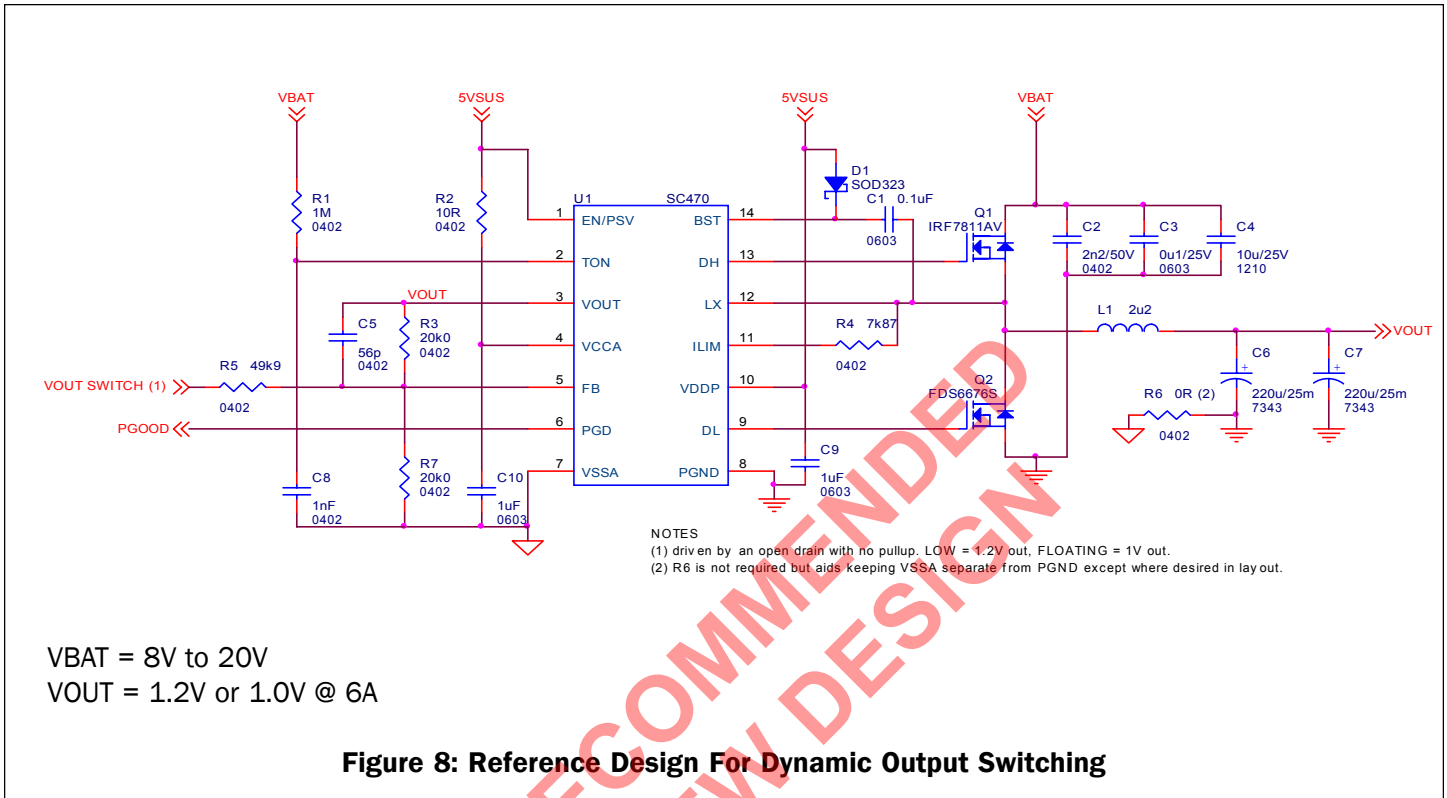 VBAT
5VSUS
5VSUS
VBAT
R1
1M
0402
R2
10R
0402
U1
SC470
D1
SOD323
C1 0.1uF
0603
Q1
IRF7811AV
C2
2n2/50V
0402
C3
0u1/25V
0603
C4
10u/25V
1210
1 EN/PSV
BST 14
2 TON
DH 13
3 VOUT
LX 12
4 VCCA
ILIM 11
5 FB
VDDP 10
6 PGD
DL 9
7 VSSA
PGND 8
VOUT
C5
56p
0402
R3
20k0
0402
R4 7k87
0402
L1 2u2
VOUT
VOUT SWITCH (1)
R5 49k9
0402
PGOOD
Q2
FDS6676S
R6 0R (2)
0402
C6
220u/25m
7343
C7
220u/25m
7343
C8
1nF
0402
R7
20k0
0402
C10
1uF
0603
C9
1uF
0603
NOTES
(1) driven by an open drain with no pullup. LOW = 1.2V out, FLOATING = 1V out.
(2) R6 is not required but aids keeping VSSA separate from PGND except where desired in layout.
VBAT = 8V to 20V
VOUT = 1.2V or 1.0V @ 6A
Figure 8: Reference Design For Dynamic Output Switching